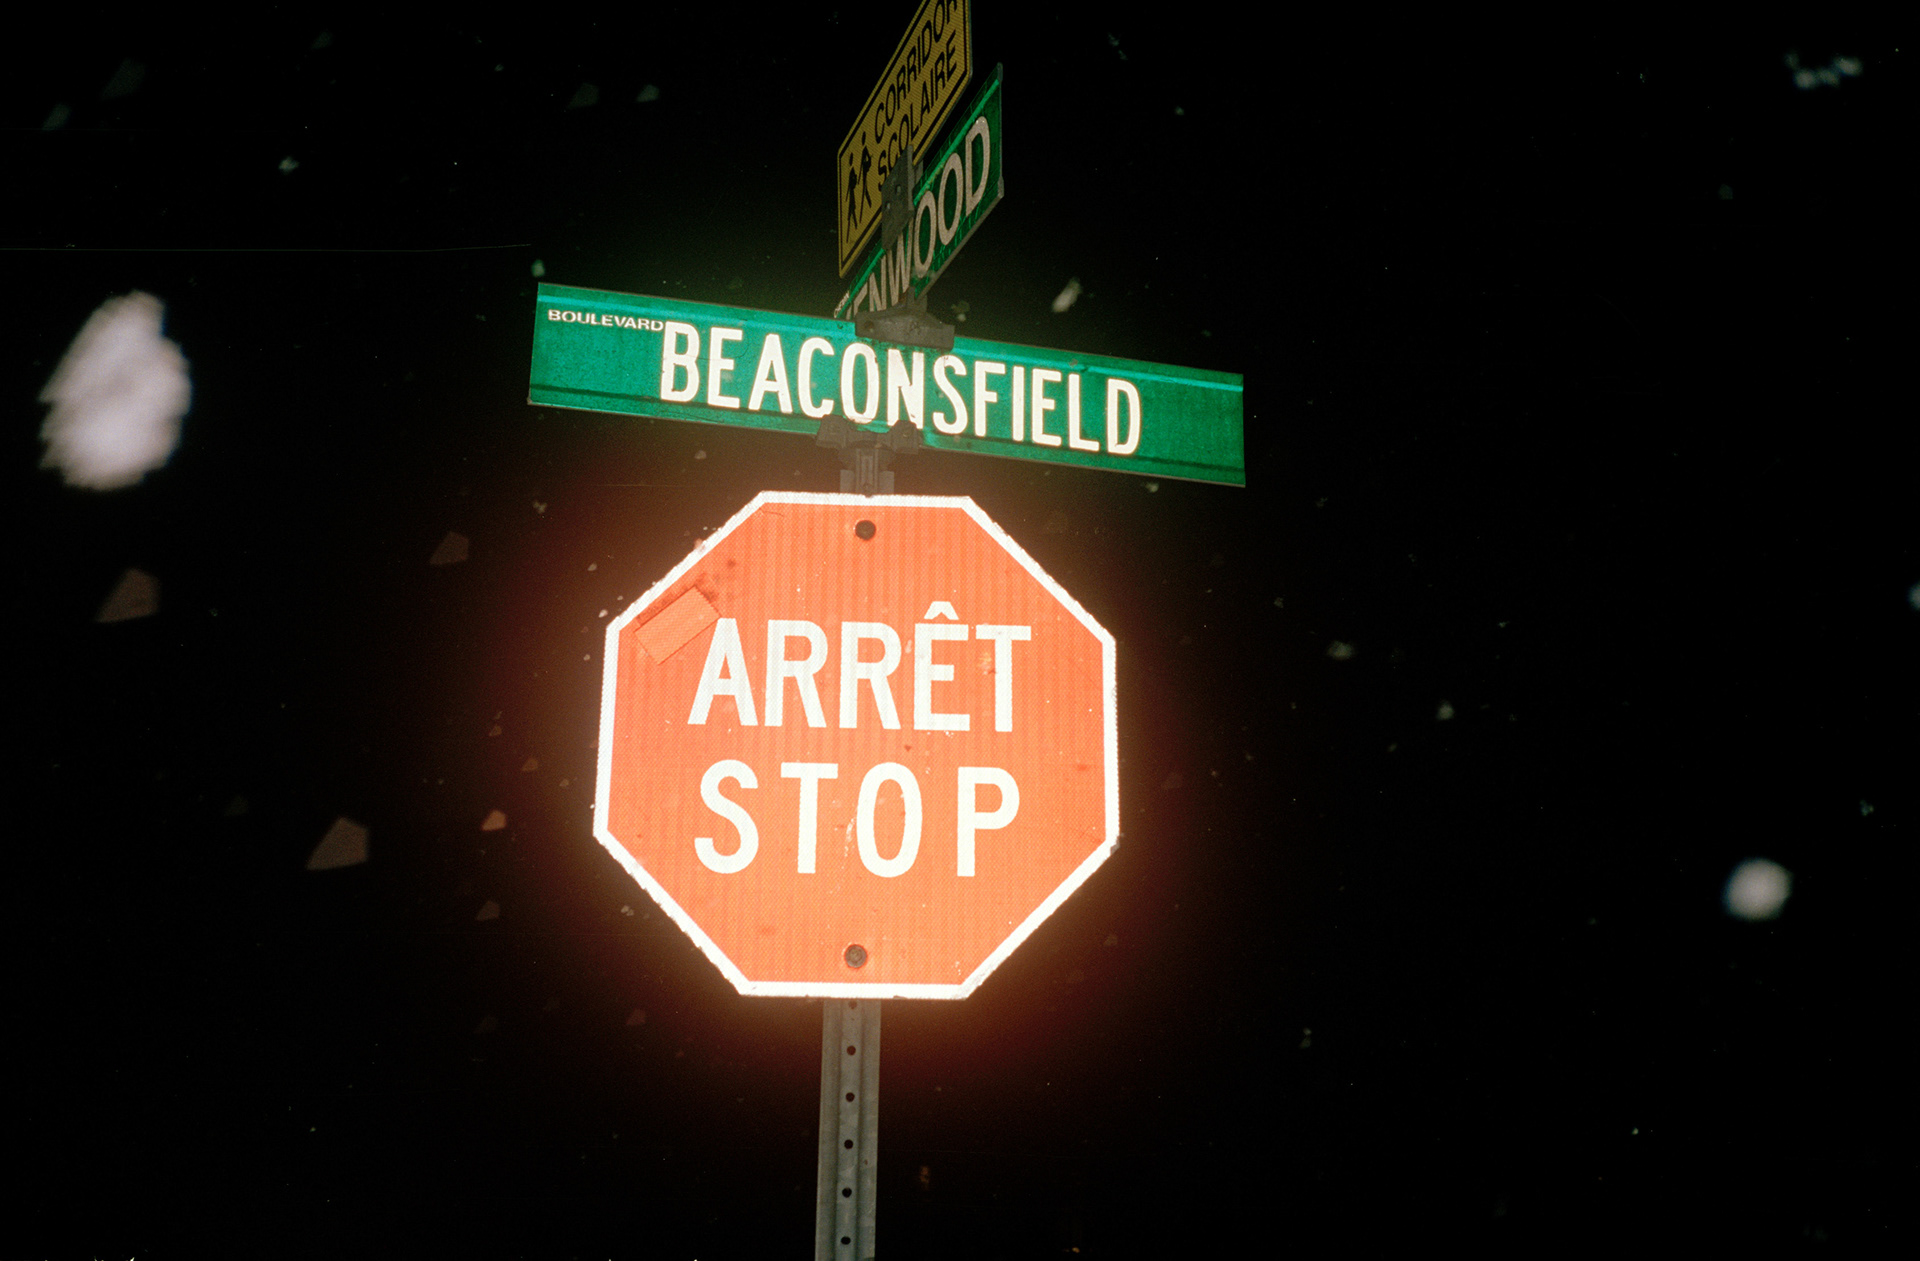 CORRIDOR
SCOLAIRE
ENWOOD
BOULEVARD
BEACONSFIELD
ARRÊT
STOP